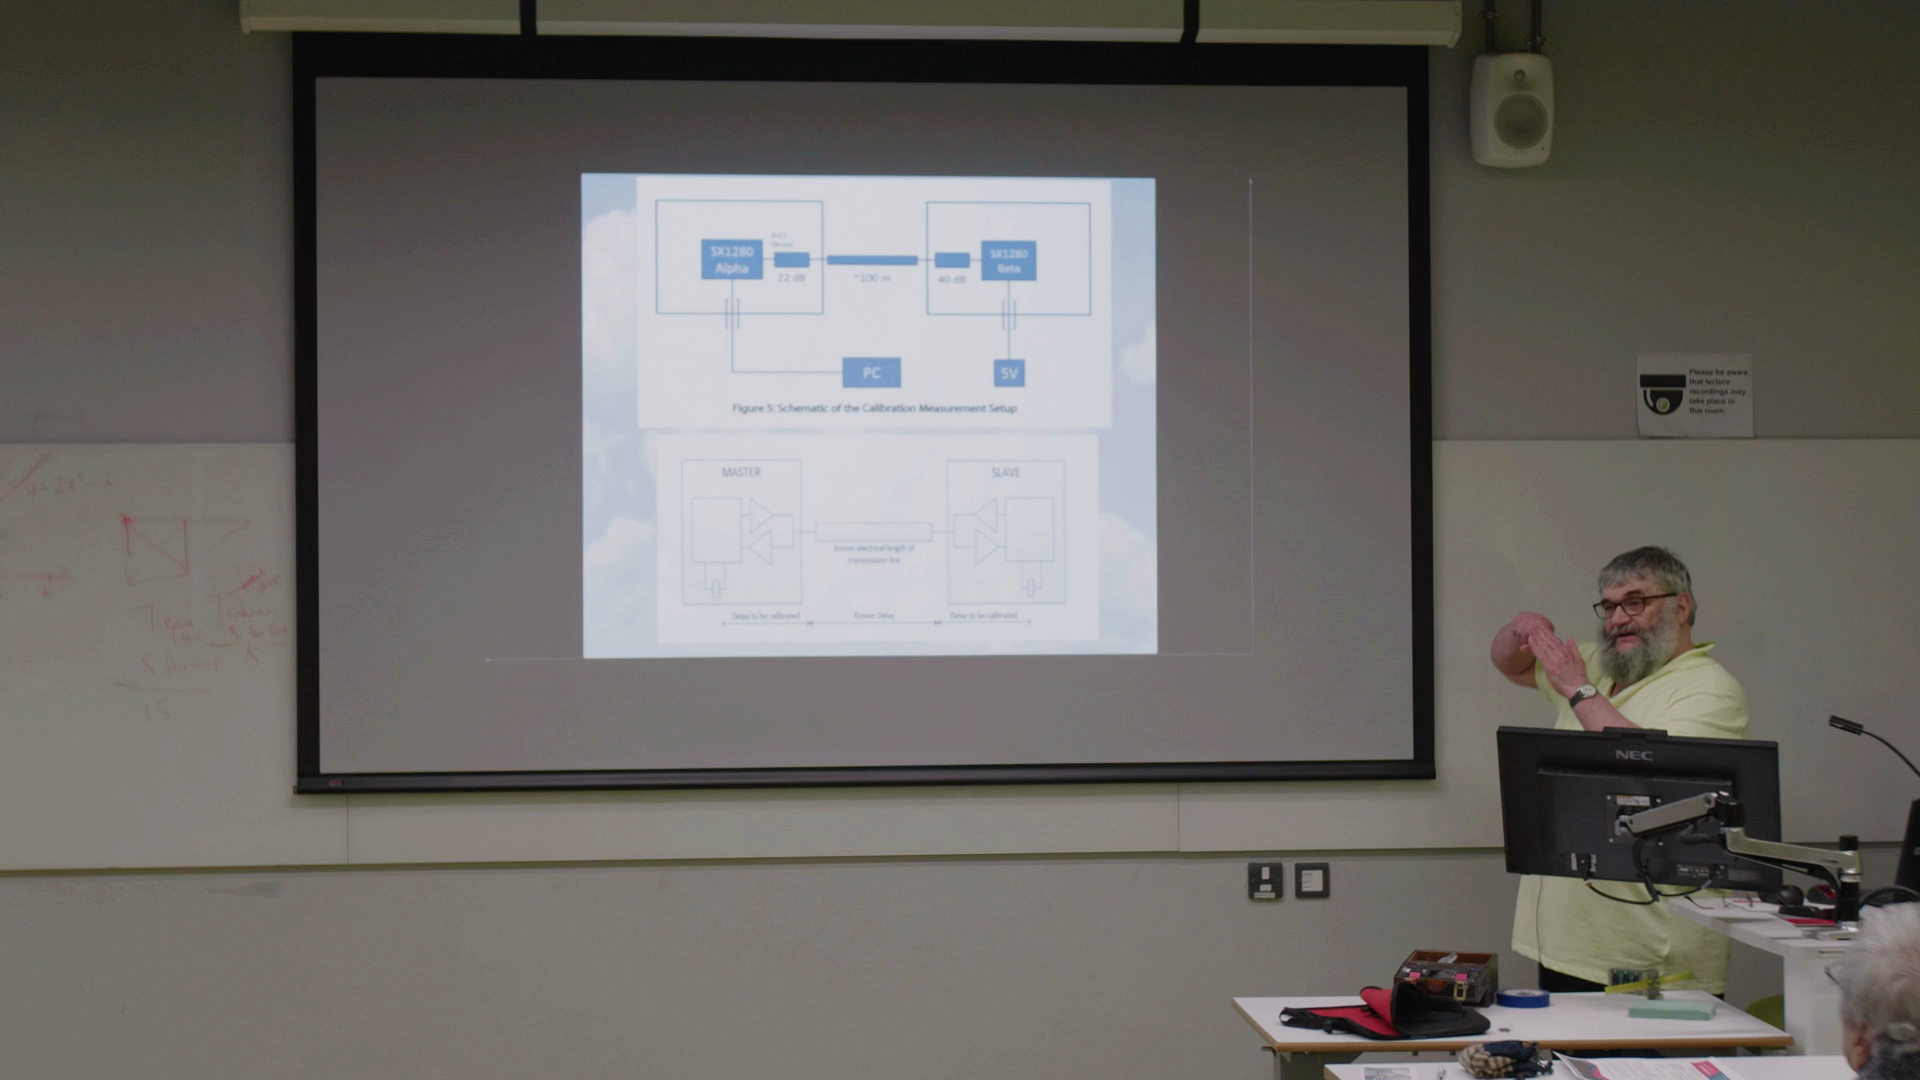 SX1280
Alpha
22 dB
~100 m
40 dB
SX1280
Beta
PC
5V
Figure 5: Schematic of the Calibration Measurement Setup
MASTER
SLAVE
Known electrical length of
transmission line
Delay to be calibrated
Known Delay
Delay to be calibrated
Please be aware
that lecture
recordings may
take place in
this room.
NEC